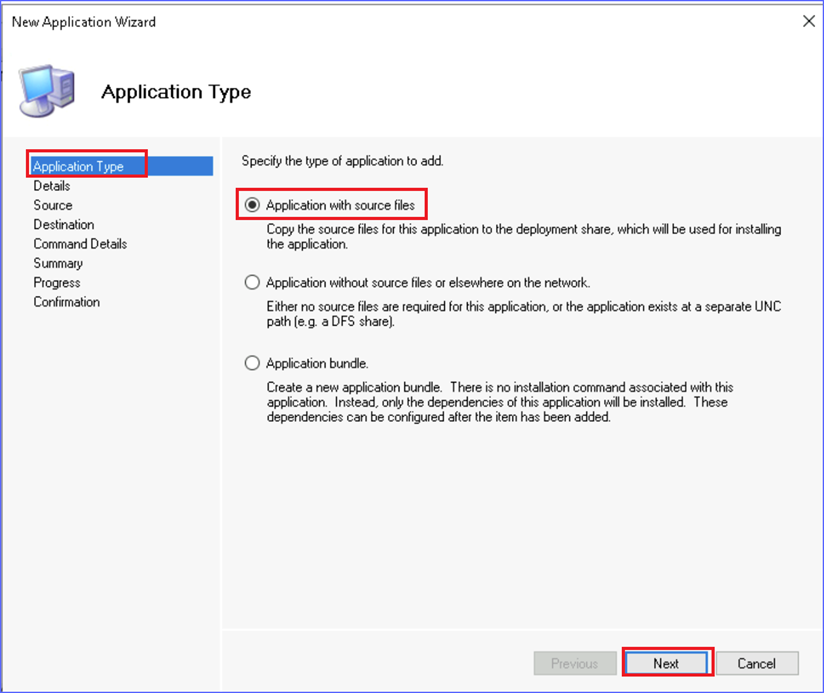 New Application Wizard
Application Type
Application Type
Details
Source
Destination
Command Details
Summary
Progress
Confirmation
Specify the type of application to add.
Application with source files
Copy the source files for this application to the deployment share, which will be used for installing
the application.
Application without source files or elsewhere on the network.
Either no source files are required for this application, or the application exists at a separate UNC
path (e.g. a DFS share).
Application bundle.
Create a new application bundle. There is no installation command associated with this
application. Instead, only the dependencies of this application will be installed. These
dependencies can be configured after the item has been added.
Previous
Next
Cancel